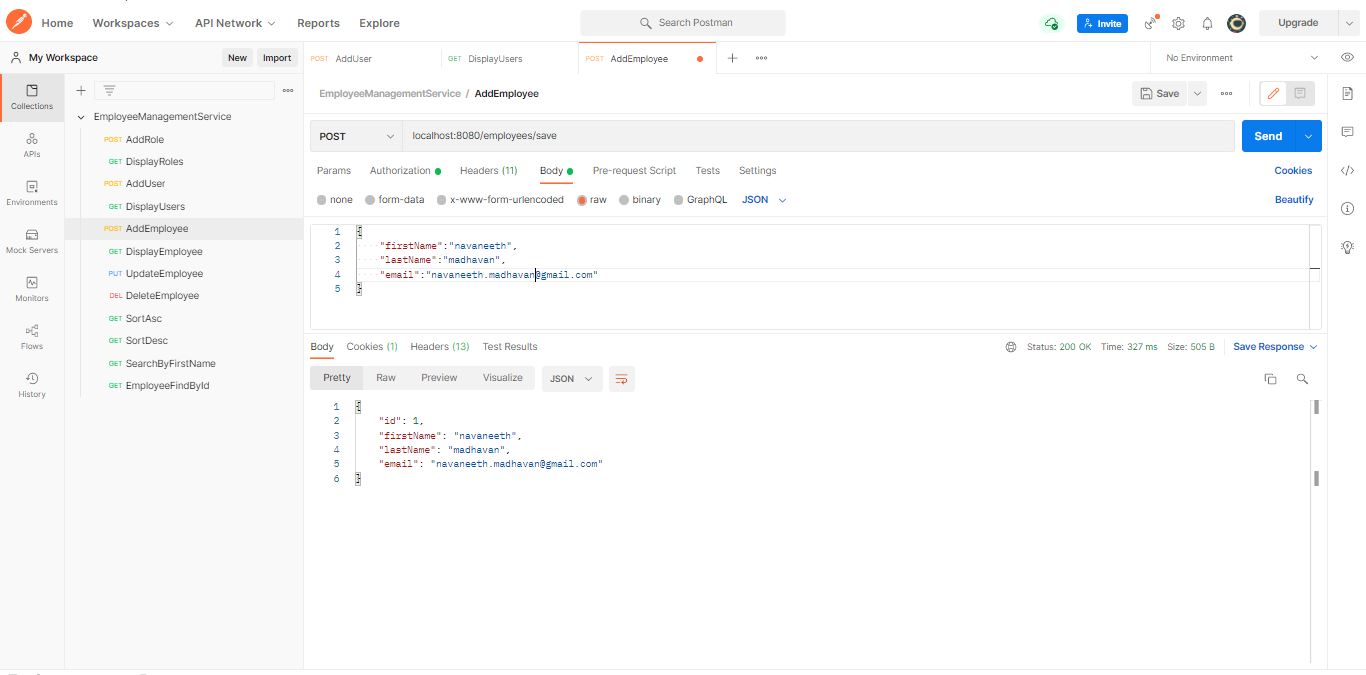 Home Workspaces API Network Reports Explore Search Postman Invite Upgrade
My Workspace New Import
POST AddUser GET DisplayUsers POST AddEmployee No Environment
Collections
APIs
Environments
Mock Servers
Monitors
Flows
History
EmployeeManagementService
POST AddRole
GET DisplayRoles
POST AddUser
GET DisplayUsers
POST AddEmployee
GET DisplayEmployee
PUT UpdateEmployee
DEL DeleteEmployee
GET SortAsc
GET SortDesc
GET SearchByFirstName
GET EmployeeFindById
EmployeeManagementService / AddEmployee Save
POST localhost:8080/employees/save Send
Params Authorization Headers (11) Body Pre-request Script Tests Settings Cookies
none form-data x-www-form-urlencoded raw binary GraphQL JSON Beautify
1 {
2 "firstName":"navaneeth",
3 "lastName":"madhavan",
4 "email":"navaneeth.madhavan@gmail.com"
5 }
Body Cookies (1) Headers (13) Test Results Status: 200 OK Time: 327 ms Size: 505 B Save Response
Pretty Raw Preview Visualize JSON
1 {
2 "id": 1,
3 "firstName": "navaneeth",
4 "lastName": "madhavan",
5 "email": "navaneeth.madhavan@gmail.com"
6 }